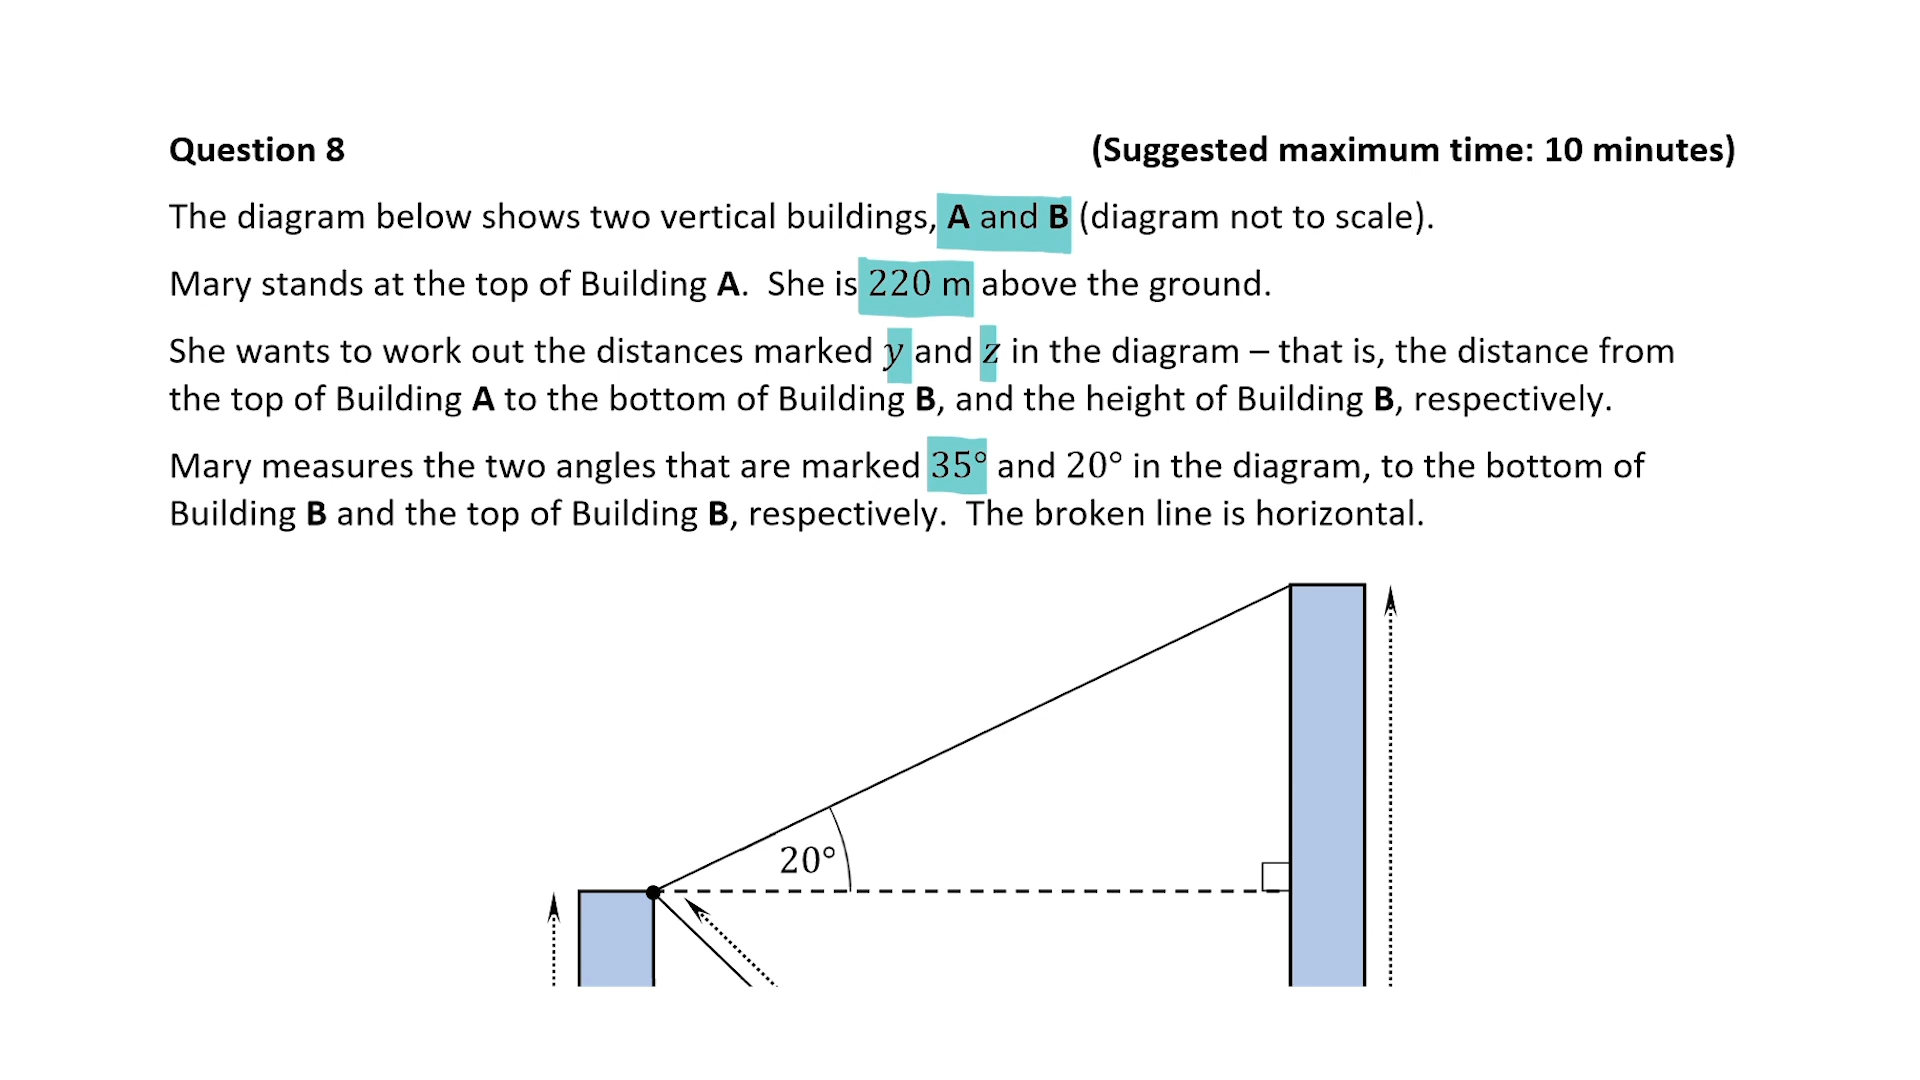 Question 8 (Suggested maximum time: 10 minutes)
The diagram below shows two vertical buildings, A and B (diagram not to scale).
Mary stands at the top of Building A. She is 220 m above the ground.
She wants to work out the distances marked y and z in the diagram – that is, the distance from
the top of Building A to the bottom of Building B, and the height of Building B, respectively.
Mary measures the two angles that are marked 35° and 20° in the diagram, to the bottom of
Building B and the top of Building B, respectively. The broken line is horizontal.
20°